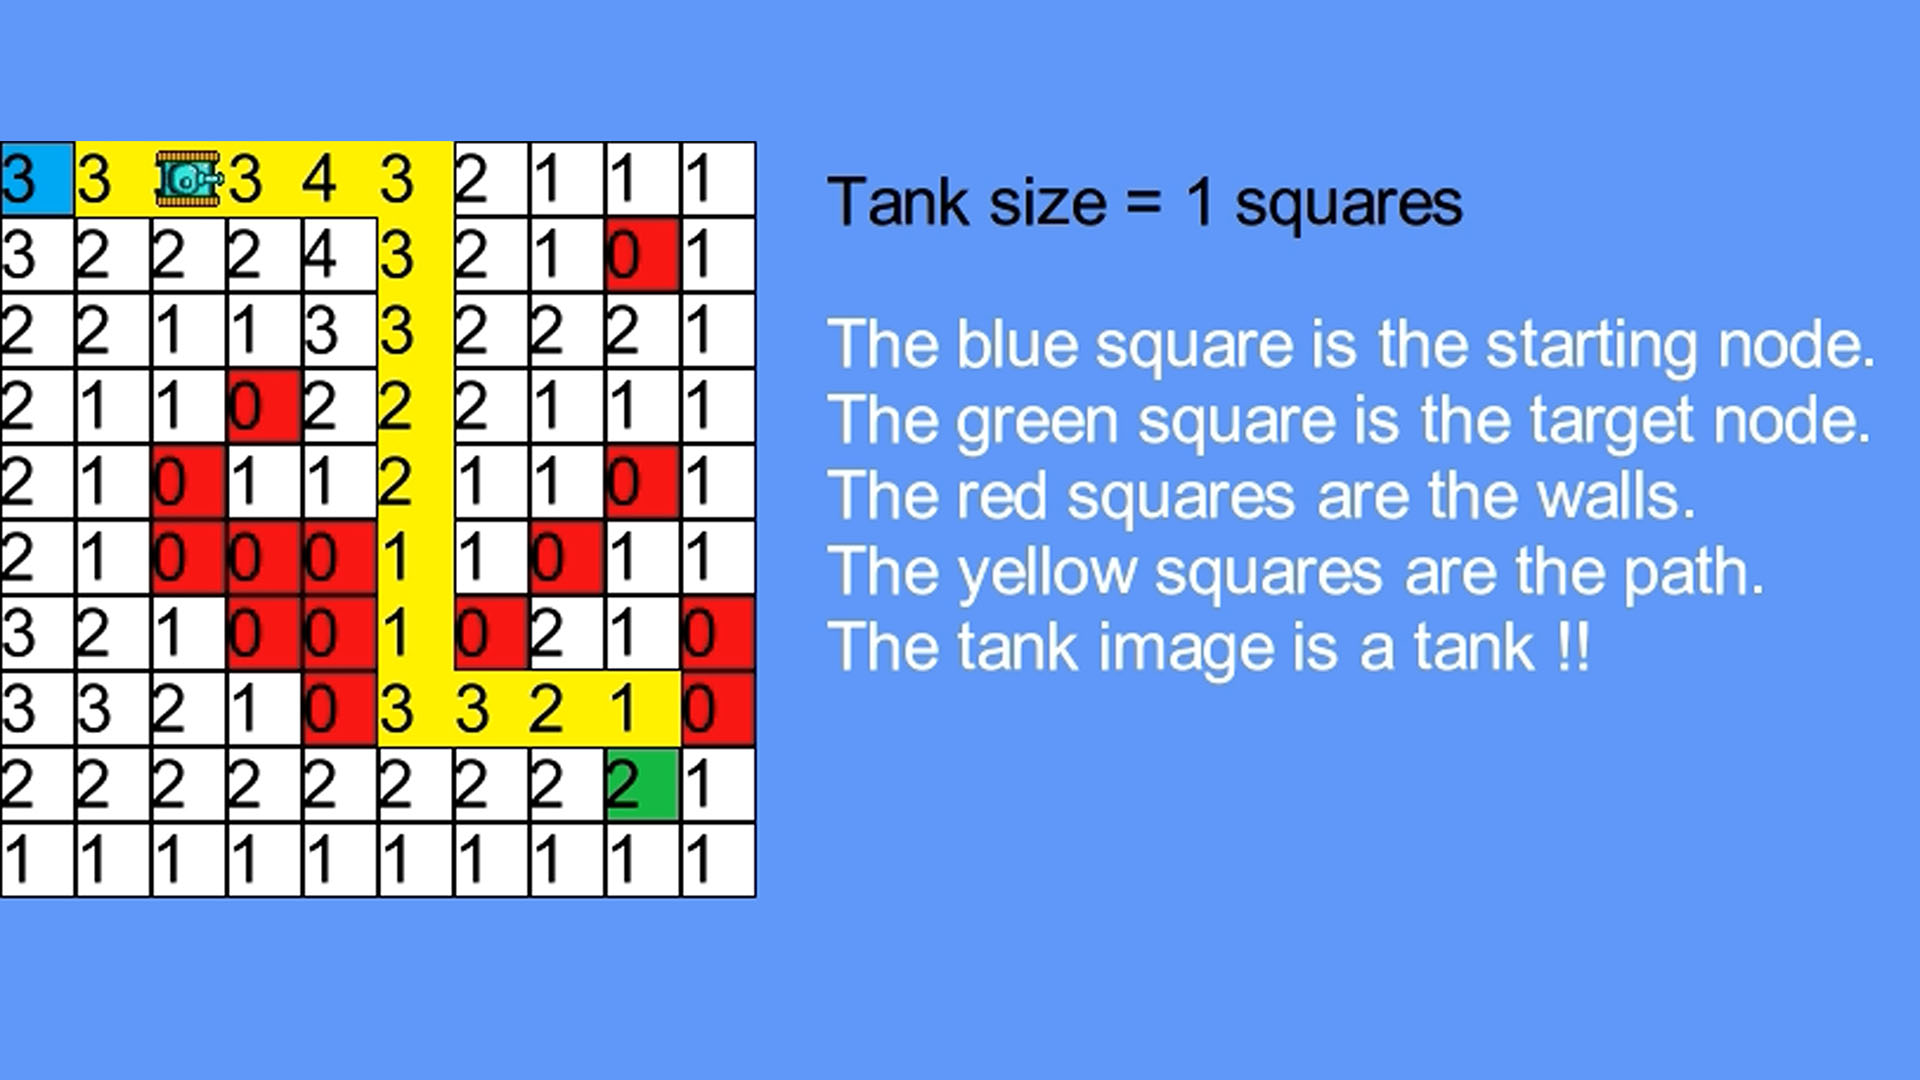 3 3 3 4 3 2 1 1 1
3 2 2 2 4 3 2 1 0 1
2 2 1 1 3 3 2 2 2 1
2 1 1 0 2 2 2 1 1 1
2 1 0 1 1 2 1 1 0 1
2 1 0 0 0 1 1 0 1 1
3 2 1 0 0 1 0 2 1 0
3 3 2 1 0 3 3 2 1 0
2 2 2 2 2 2 2 2 2 1
1 1 1 1 1 1 1 1 1 1
Tank size = 1 squares
The blue square is the starting node.
The green square is the target node.
The red squares are the walls.
The yellow squares are the path.
The tank image is a tank !!